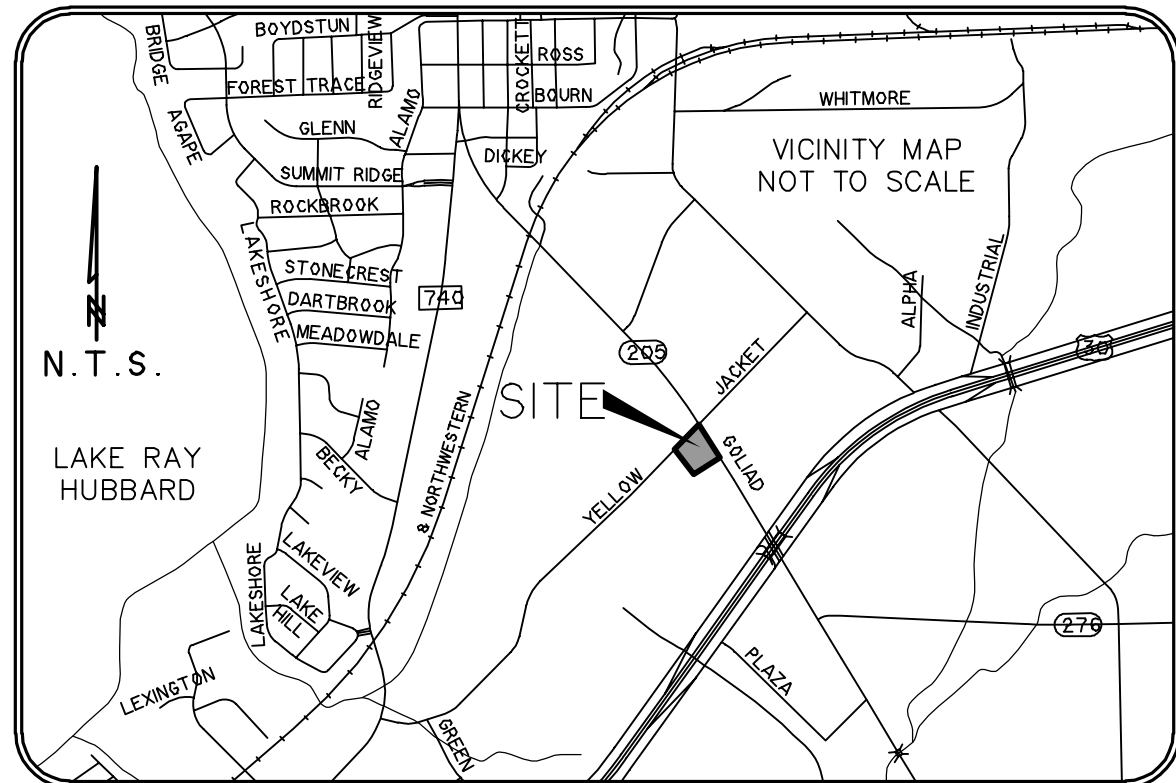 BRIDGE
BOYDSTUN
RIDGEVIEW
CROCKETT
ROSS
FOREST TRACE
ALAMO
BOURN
WHITMORE
AGAPE
GLENN
DICKEY
VICINITY MAP
NOT TO SCALE
SUMMIT RIDGE
ROCKBROOK
LAKESHORE
STONECREST
740
DARTBROOK
MEADOWDALE
ALPHA
INDUSTRIAL
N.T.S.
N
205
30
JACKET
SITE
GOLIAD
LAKE RAY
HUBBARD
ALAMO
BECKY
& NORTHWESTERN
YELLOW
LAKESHORE
LAKEVIEW
LAKE
HILL
276
LEXINGTON
PLAZA
GREEN